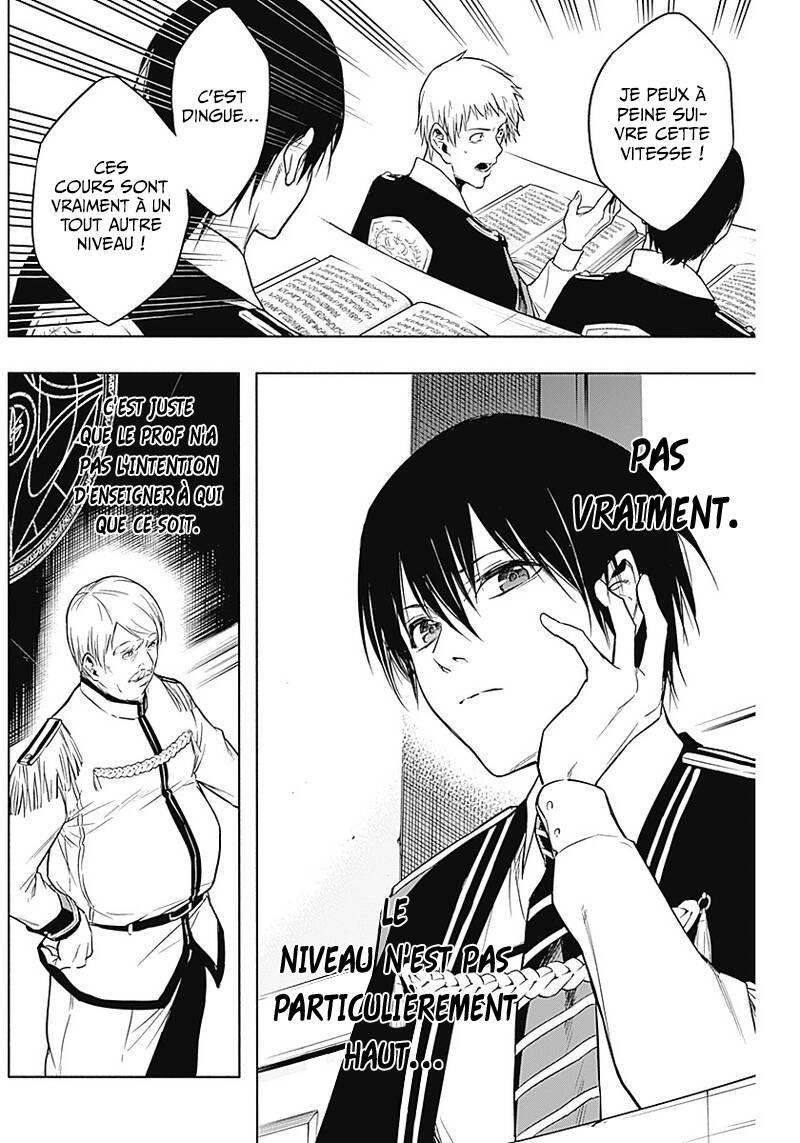 JE PEUX À
PEINE SUI-
VRE CETTE
VITESSE !
C'EST
DINGUE...
CES
COURS SONT
VRAIMENT À UN
TOUT AUTRE
NIVEAU !
PAS
VRAIMENT.
LE
NIVEAU N'EST PAS
PARTICULIÈREMENT
HAUT...
C'EST JUSTE
QUE LE PROF N'A
PAS L'INTENTION
D'ENSEIGNER À QUI
QUE CE SOIT.